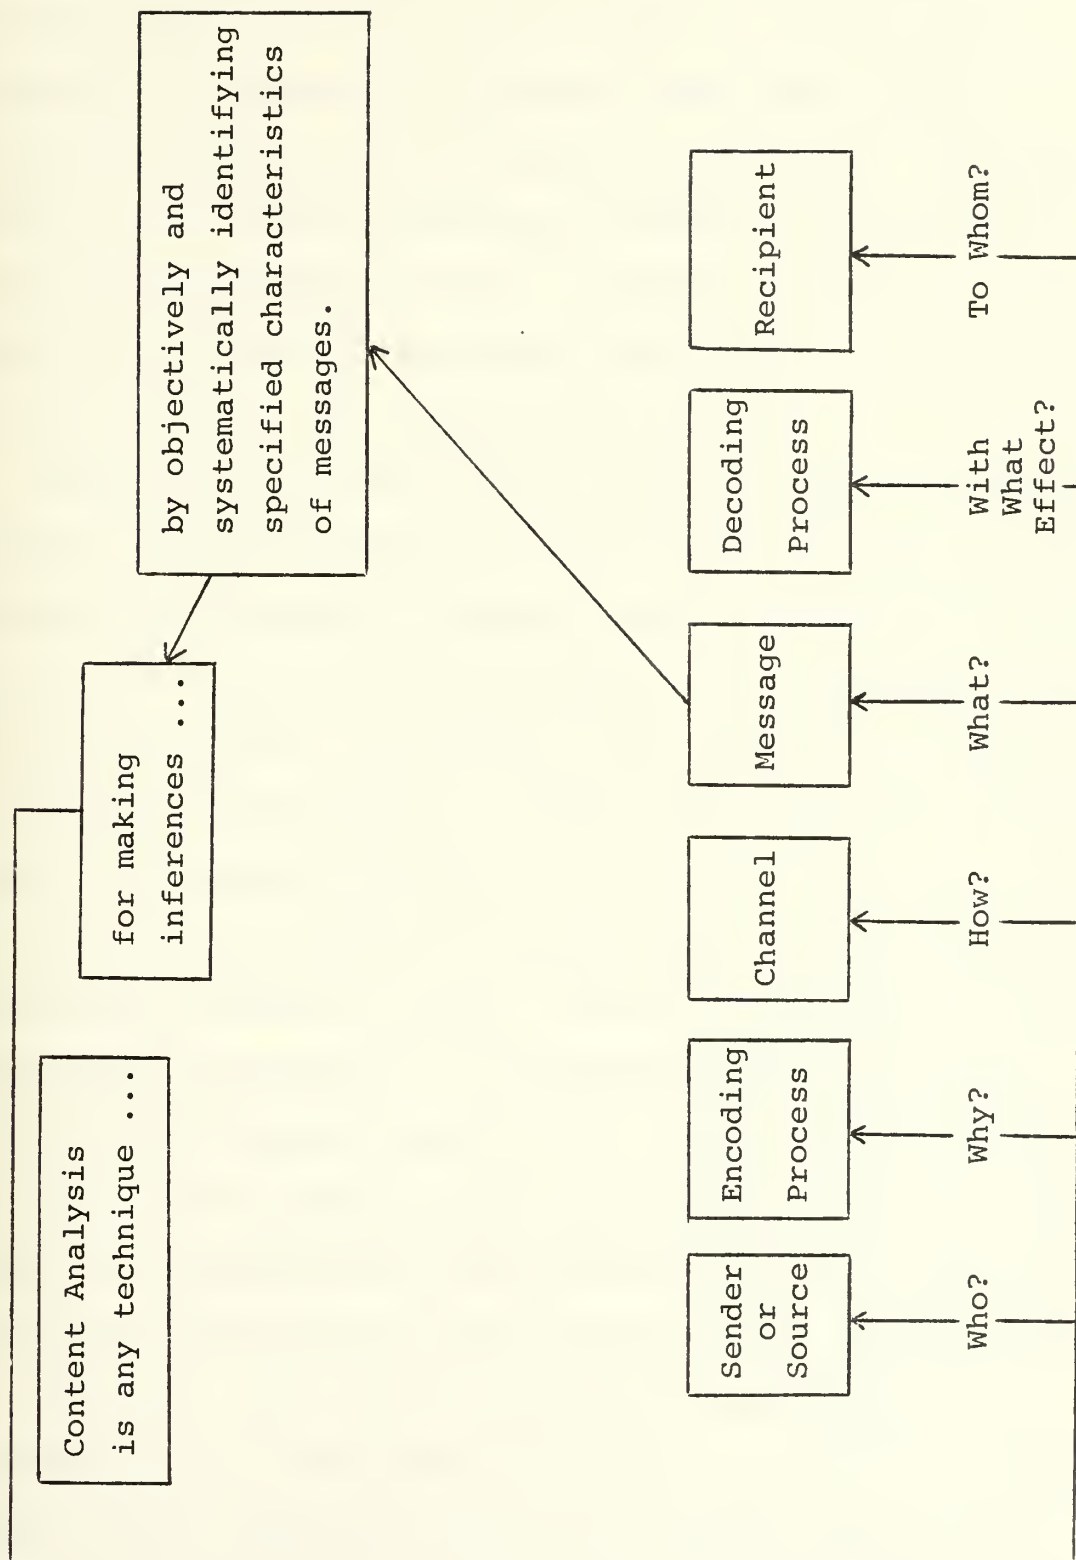 Content Analysis
is any technique ...
for making
inferences ...
by objectively and
systematically identifying
specified characteristics
of messages.
Sender
or
Source
Encoding
Process
Channel
Message
Decoding
Process
Recipient
Who?
Why?
How?
What?
With
What
Effect?
To Whom?